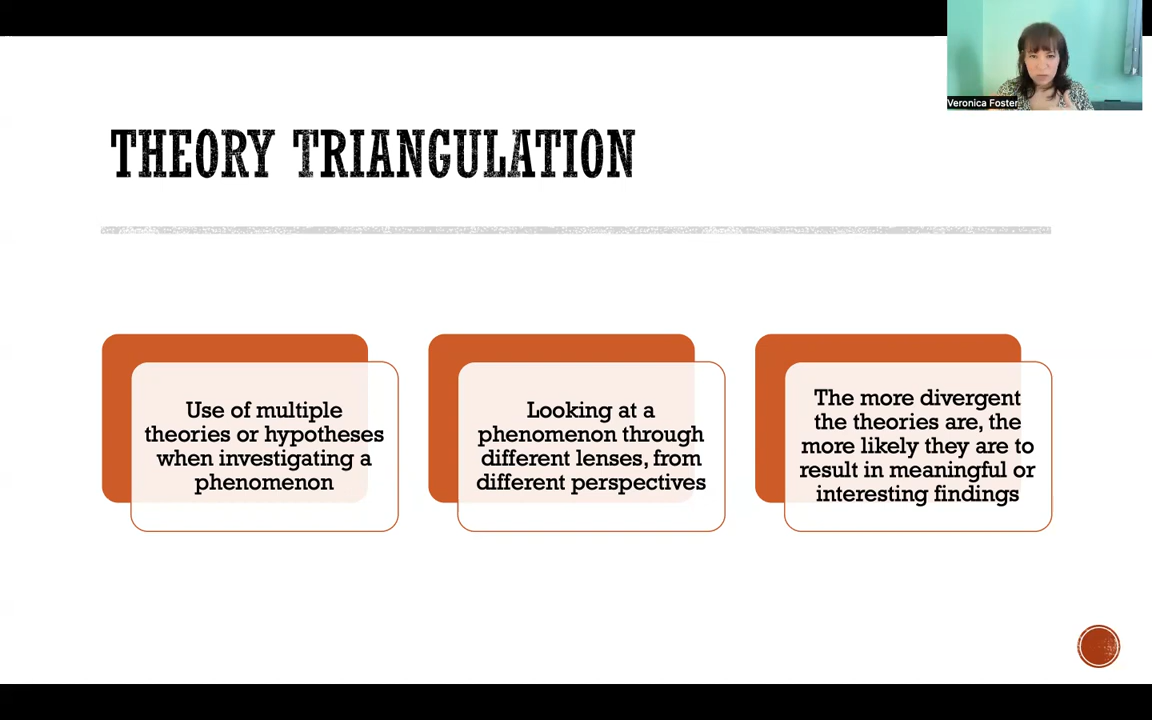 Veronica Foster
THEORY TRIANGULATION
Use of multiple
theories or hypotheses
when investigating a
phenomenon
Looking at a
phenomenon through
different lenses, from
different perspectives
The more divergent
the theories are, the
more likely they are to
result in meaningful or
interesting findings